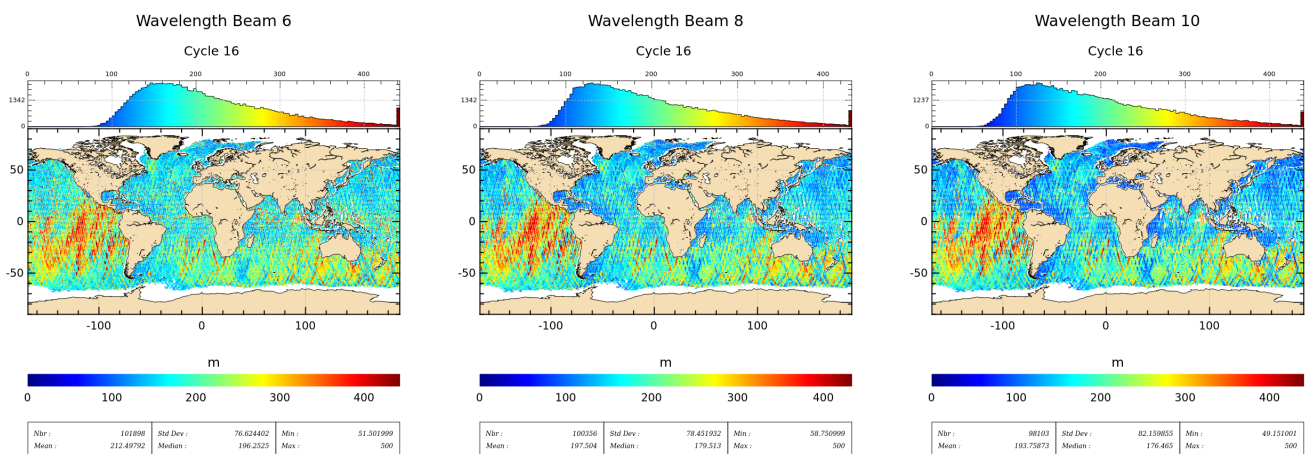 Wavelength Beam 6
Cycle 16
0 100 200 300 400
1342
0
50
0
-50
-100 0 100
m
0 100 200 300 400
Nbr : 101898 Std Dev : 76.624402 Min : 51.501999
Mean : 212.49792 Median : 196.2525 Max : 500
Wavelength Beam 8
Cycle 16
0 100 200 300 400
1342
0
50
0
-50
-100 0 100
m
0 100 200 300 400
Nbr : 100356 Std Dev : 78.451932 Min : 58.750999
Mean : 197.504 Median : 179.513 Max : 500
Wavelength Beam 10
Cycle 16
0 100 200 300 400
1237
0
50
0
-50
-100 0 100
m
0 100 200 300 400
Nbr : 98103 Std Dev : 82.159855 Min : 49.151001
Mean : 193.75873 Median : 176.465 Max : 500